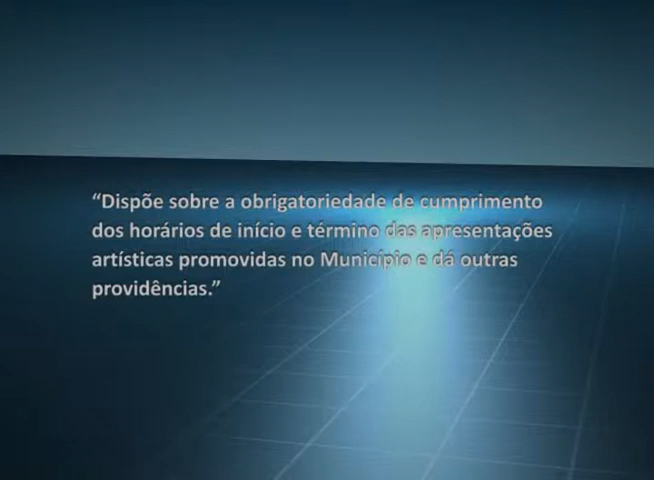 “Dispõe sobre a obrigatoriedade de cumprimento
dos horários de início e término das apresentações
artísticas promovidas no Município e dá outras
providências.”